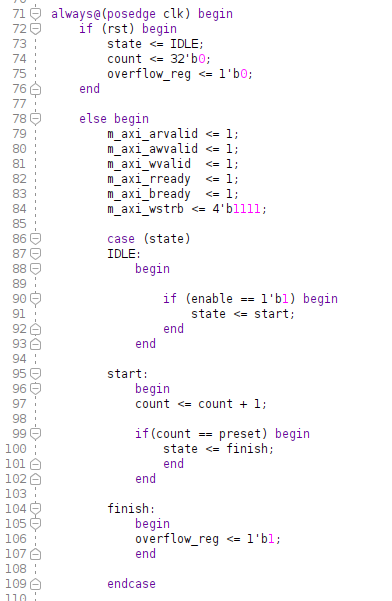 71 always@(posedge clk) begin
72     if (rst) begin
73         state <= IDLE;
74         count <= 32'b0;
75         overflow_reg <= 1'b0;
76     end
77
78     else begin
79         m_axi_arvalid <= 1;
80         m_axi_awvalid <= 1;
81         m_axi_wvalid  <= 1;
82         m_axi_rready  <= 1;
83         m_axi_bready  <= 1;
84         m_axi_wstrb <= 4'b1111;
85
86         case (state)
87         IDLE:
88             begin
89
90                 if (enable == 1'b1) begin
91                     state <= start;
92                 end
93             end
94
95         start:
96             begin
97             count <= count + 1;
98
99             if(count == preset) begin
100                 state <= finish;
101                 end
102             end
103
104         finish:
105             begin
106             overflow_reg <= 1'b1;
107             end
108
109         endcase